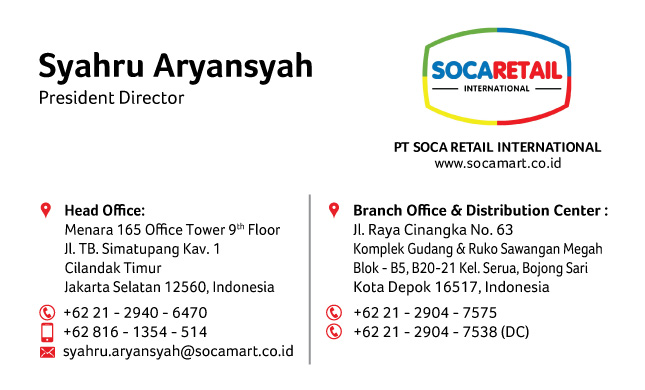 Syahru Aryansyah
President Director
SOCARETAIL
INTERNATIONAL
PT SOCA RETAIL INTERNATIONAL
www.socamart.co.id
Head Office:
Menara 165 Office Tower 9th Floor
Jl. TB. Simatupang Kav. 1
Cilandak Timur
Jakarta Selatan 12560, Indonesia
+62 21 - 2940 - 6470
+62 816 - 1354 - 514
syahru.aryansyah@socamart.co.id
Branch Office & Distribution Center :
Jl. Raya Cinangka No. 63
Komplek Gudang & Ruko Sawangan Megah
Blok - B5, B20-21 Kel. Serua, Bojong Sari
Kota Depok 16517, Indonesia
+62 21 - 2904 - 7575
+62 21 - 2904 - 7538 (DC)